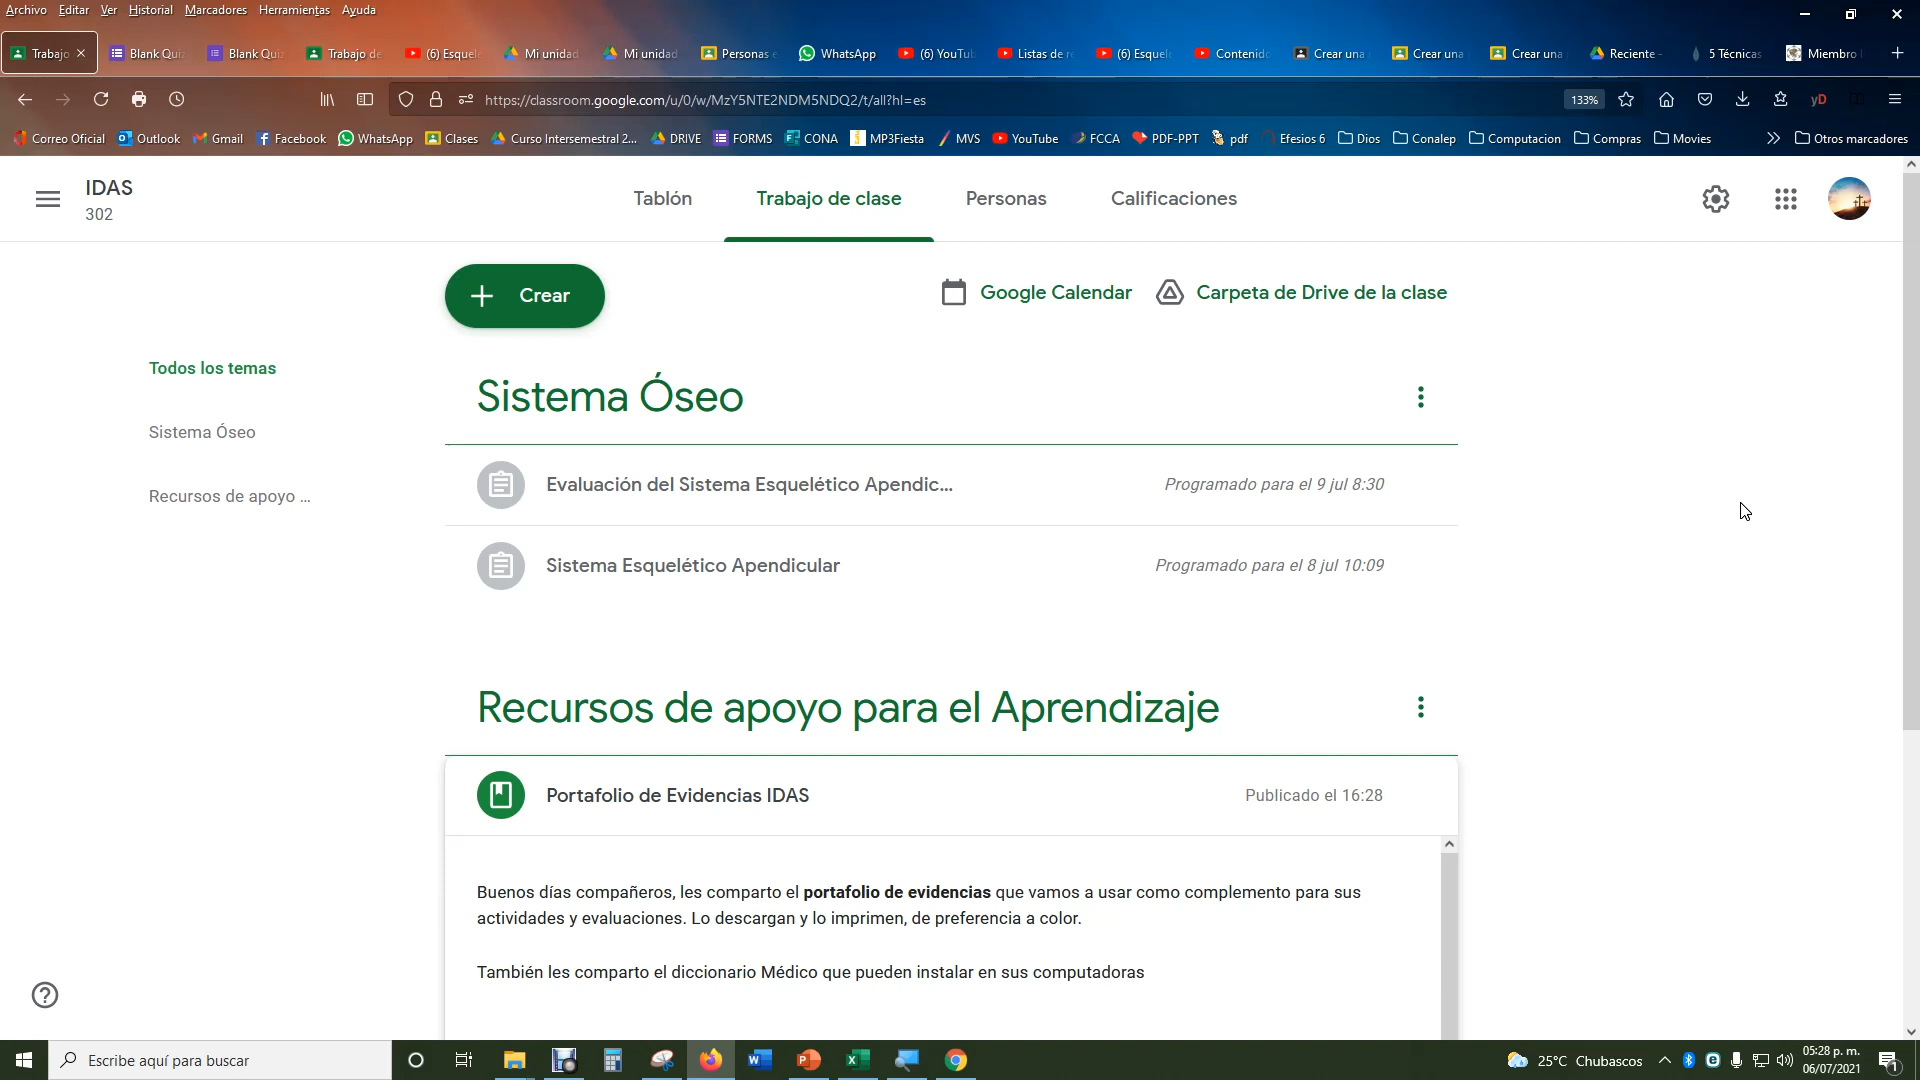 Archivo Editar Ver Historial Marcadores Herramientas Ayuda
Trabajo Blank Qui Blank Qui Trabajo de (6) Esquele Mi unidad Mi unidad Personas e WhatsApp (6) YouTub Listas de re (6) Esquele Contenido Crear una Crear una Crear una Reciente - 5 Técnicas Miembro
https://classroom.google.com/u/0/w/MzY5NTE2NDM5NDQ2/t/all?hl=es 133% yD
Correo Oficial Outlook Gmail Facebook WhatsApp Clases Curso Intersemestral 2... DRIVE FORMS CONA MP3Fiesta MVS YouTube FCCA PDF-PPT pdf Efesios 6 Dios Conalep Computacion Compras Movies Otros marcadores
IDAS
302
Tablón Trabajo de clase Personas Calificaciones
Crear Google Calendar Carpeta de Drive de la clase
Todos los temas
Sistema Óseo
Recursos de apoyo ...
Sistema Óseo
Evaluación del Sistema Esquelético Apendic... Programado para el 9 jul 8:30
Sistema Esquelético Apendicular Programado para el 8 jul 10:09
Recursos de apoyo para el Aprendizaje
Portafolio de Evidencias IDAS Publicado el 16:28
Buenos días compañeros, les comparto el portafolio de evidencias que vamos a usar como complemento para sus
actividades y evaluaciones. Lo descargan y lo imprimen, de preferencia a color.
También les comparto el diccionario Médico que pueden instalar en sus computadoras
Escribe aquí para buscar 25°C Chubascos 05:28 p. m.
06/07/2021
1